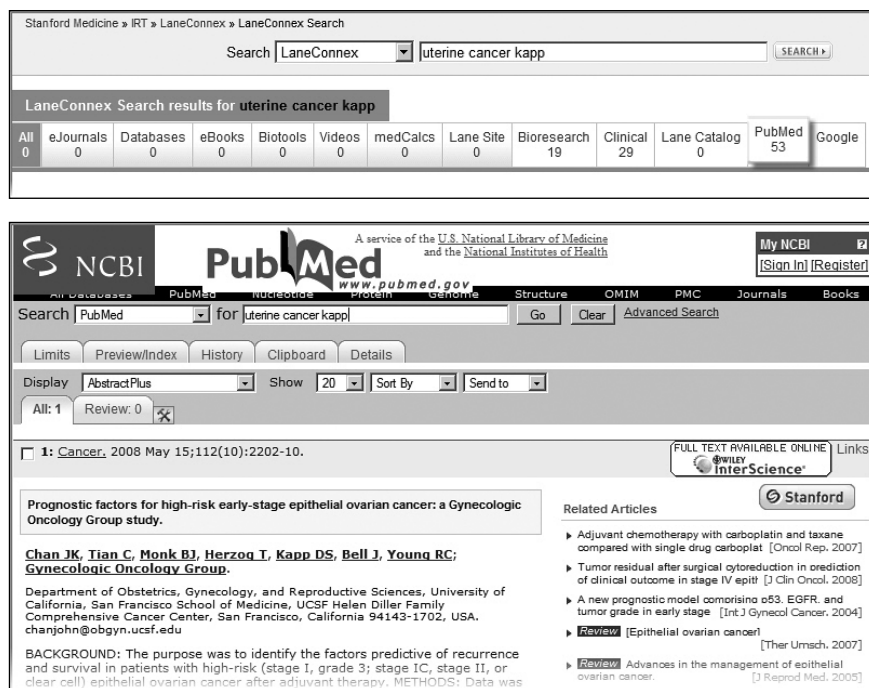 Stanford Medicine » IRT » LaneConnex » LaneConnex Search
Search LaneConnex uterine cancer kapp SEARCH
LaneConnex Search results for uterine cancer kapp
All eJournals Databases eBooks Biotools Videos medCalcs Lane Site Bioresearch Clinical Lane Catalog PubMed Google
0 0 0 0 0 0 0 0 19 29 0 53
NCBI
PubMed
www.pubmed.gov
A service of the U.S. National Library of Medicine
and the National Institutes of Health
My NCBI ?
[Sign In] [Register]
All Databases PubMed Nucleotide Protein Genome Structure OMIM PMC Journals Books
Search PubMed for uterine cancer kapp Go Clear Advanced Search
Limits Preview/Index History Clipboard Details
Display AbstractPlus Show 20 Sort By Send to
All: 1 Review: 0
1: Cancer. 2008 May 15;112(10):2202-10.
FULL TEXT AVAILABLE ONLINE
WILEY
InterScience
Links
Stanford
Prognostic factors for high-risk early-stage epithelial ovarian cancer: a Gynecologic
Oncology Group study.
Chan JK, Tian C, Monk BJ, Herzog T, Kapp DS, Bell J, Young RC;
Gynecologic Oncology Group.
Department of Obstetrics, Gynecology, and Reproductive Sciences, University of
California, San Francisco School of Medicine, UCSF Helen Diller Family
Comprehensive Cancer Center, San Francisco, California 94143-1702, USA.
chanjohn@obgyn.ucsf.edu
BACKGROUND: The purpose was to identify the factors predictive of recurrence
and survival in patients with high-risk (stage I, grade 3; stage IC, stage II, or
clear cell) epithelial ovarian cancer after adjuvant therapy. METHODS: Data was
Related Articles
Adjuvant chemotherapy with carboplatin and taxane
compared with single drug carboplat [Oncol Rep. 2007]
Tumor residual after surgical cytoreduction in prediction
of clinical outcome in stage IV epith [J Clin Oncol. 2008]
A new prognostic model comprising p53, EGFR, and
tumor grade in early stage [Int J Gynecol Cancer. 2004]
Review [Epithelial ovarian cancer]
[Ther Umsch. 2007]
Review Advances in the management of epithelial
ovarian cancer. [J Reprod Med. 2005]